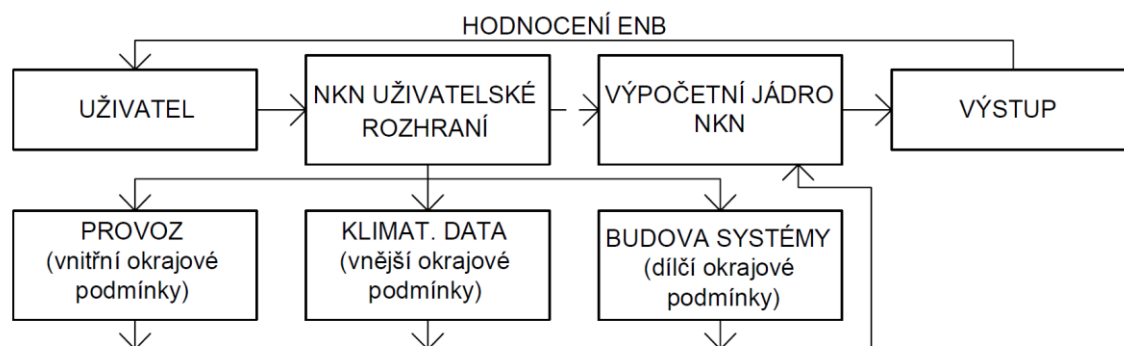 HODNOCENÍ ENB
UŽIVATEL
NKN UŽIVATELSKÉ
ROZHRANÍ
VÝPOČETNÍ JÁDRO
NKN
VÝSTUP
PROVOZ
(vnitřní okrajové
podmínky)
KLIMAT. DATA
(vnější okrajové
podmínky)
BUDOVA SYSTÉMY
(dílčí okrajové
podmínky)